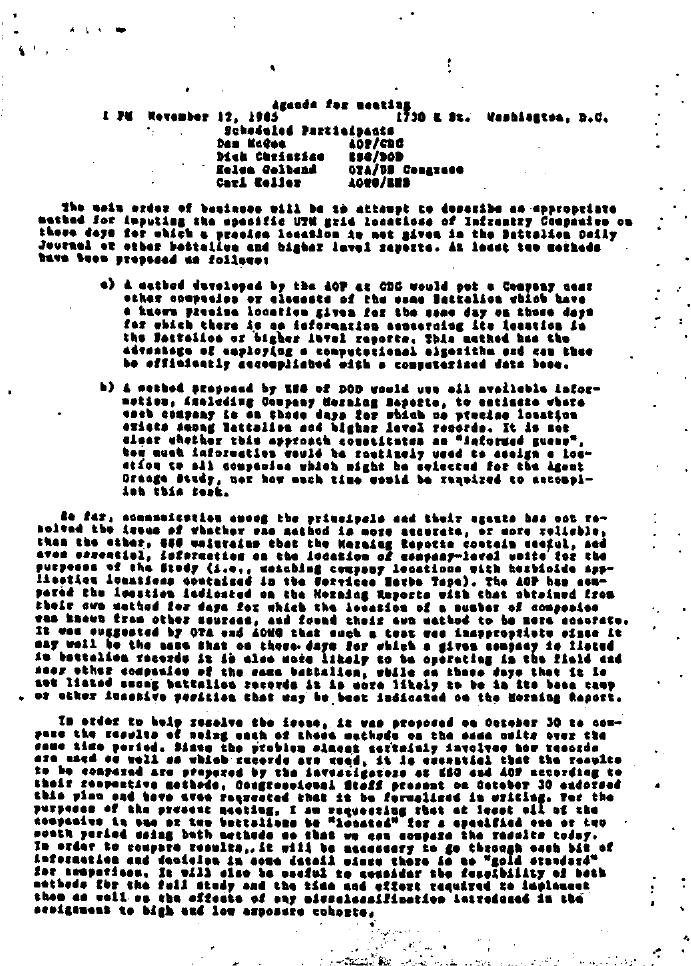 Agenda for meeting
1 PM November 12, 1985 1730 K St. Washington, D.C.
Scheduled Participants
Dan McGee AOP/CDC
Dick Christian ESG/DOD
Helen Gelband OTA/US Congress
Carl Keller AOWG/HHS
The main order of business will be to attempt to describe an appropriate
method for inputing the specific UTM grid locations of Infrantry Companies on
those days for which a precise location is not given in the Battalion Daily
Journal or other battalion and higher level reports. At least two methods
have been proposed as follows:
a) A method developed by the AOP at CDC would put a Company near
other companies or elements of the same Battalion which have
a known precise location given for the same day on those days
for which there is no information concerning its location in
the Battalion or higher level reports. This method has the
advantage of employing a computational algorithm and can thus
be efficiently accomplished with a computerized data base.
b) A method proposed by ESG of DOD would use all available infor-
mation, including Company Morning Reports, to estimate where
each company is on those days for which no precise location
exists among Battalion and higher level records. It is not
clear whether this approach constitutes an "informed guess",
how much information would be routinely used to assign a loc-
ation to all companies which might be selected for the Agent
Orange Study, nor how much time would be required to accompl-
ish this task.
So far, communication among the principals and their agents has not re-
solved the issue of whether one method is more accurate, or more reliable,
than the other. ESG maintains that the Morning Reports contain useful, and
even essential, information on the location of company-level units for the
purposes of the Study (i.e., matching company locations with herbicide app-
lication locations contained in the Services Herbs Tape). The AOP has com-
pared the location indicated on the Morning Reports with that obtained from
their own method for days for which the location of a number of companies
was known from other sources, and found their own method to be more accurate.
It was suggested by OTA and AOWG that such a test was inappropriate since it
may well be the case that on those days for which a given company is listed
in battalion records it is also more likely to be operating in the field and
near other companies of the same battalion, while on those days that it is
not listed among battalion records it is more likely to be in its base camp
or other inactive position that may be best indicated on the Morning Report.
In order to help resolve the issue, it was proposed on October 30 to com-
pare the results of using each of these methods on the same units over the
same time period. Since the problem almost certainly involves how records
are used as well as which records are used, it is essential that the results
to be compared are prepared by the investigators at ESG and AOP according to
their respective methods. Congressional Staff present on October 30 endorsed
this plan and have even requested that it be formalized in writing. For the
purposes of the present meeting, I am requesting that at least all of the
companies in one or two battalions be "located" for a specified one or two
month period using both methods so that we can compare the results today.
In order to compare results, it will be necessary to go through each bit of
information and decision in some detail since there is no "gold standard"
for comparison. It will also be useful to consider the feasibility of both
methods for the full study and the time and effort required to implement
them as well as the effects of any misclassification introduced in the
assignment to high and low exposure cohorts.